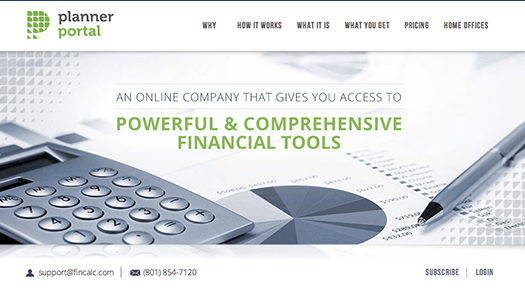 planner
portal
WHY HOW IT WORKS WHAT IT IS WHAT YOU GET PRICING HOME OFFICES
AN ONLINE COMPANY THAT GIVES YOU ACCESS TO
POWERFUL & COMPREHENSIVE
FINANCIAL TOOLS
support@fincalc.com (801) 854-7120 SUBSCRIBE LOGIN